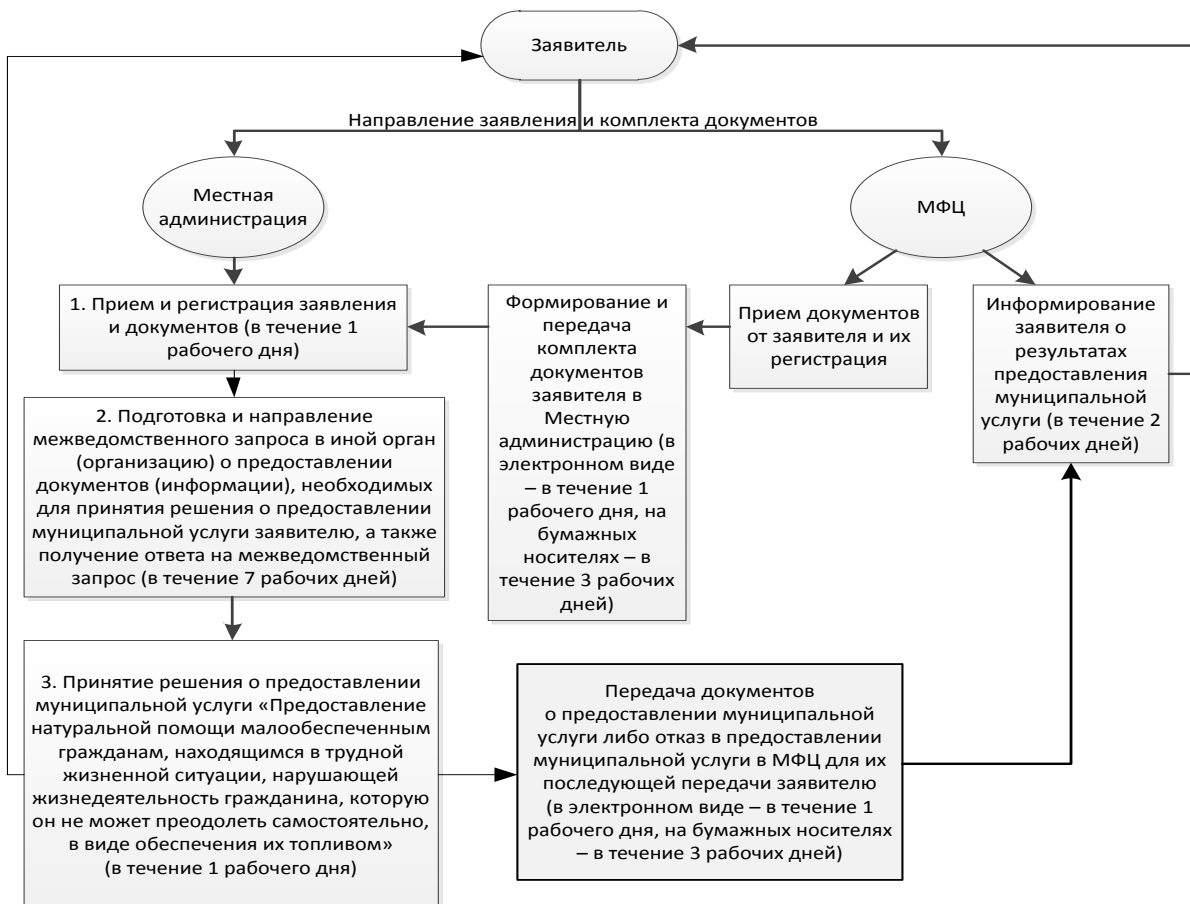 Заявитель
Направление заявления и комплекта документов
Местная
администрация
МФЦ
1. Прием и регистрация заявления
и документов (в течение 1
рабочего дня)
Формирование и
передача
комплекта
документов
заявителя в
Местную
администрацию (в
электронном виде
– в течение 1
рабочего дня, на
бумажных
носителях – в
течение 3 рабочих
дней)
Прием документов
от заявителя и их
регистрация
Информирование
заявителя о
результатах
предоставления
муниципальной
услуги (в течение 2
рабочих дней)
2. Подготовка и направление
межведомственного запроса в иной орган
(организацию) о предоставлении
документов (информации), необходимых
для принятия решения о предоставлении
муниципальной услуги заявителю, а также
получение ответа на межведомственный
запрос (в течение 7 рабочих дней)
3. Принятие решения о предоставлении
муниципальной услуги «Предоставление
натуральной помощи малообеспеченным
гражданам, находящимся в трудной
жизненной ситуации, нарушающей
жизнедеятельность гражданина, которую
он не может преодолеть самостоятельно,
в виде обеспечения их топливом»
(в течение 1 рабочего дня)
Передача документов
о предоставлении муниципальной
услуги либо отказ в предоставлении
муниципальной услуги в МФЦ для их
последующей передачи заявителю
(в электронном виде – в течение 1
рабочего дня, на бумажных носителях
– в течение 3 рабочих дней)